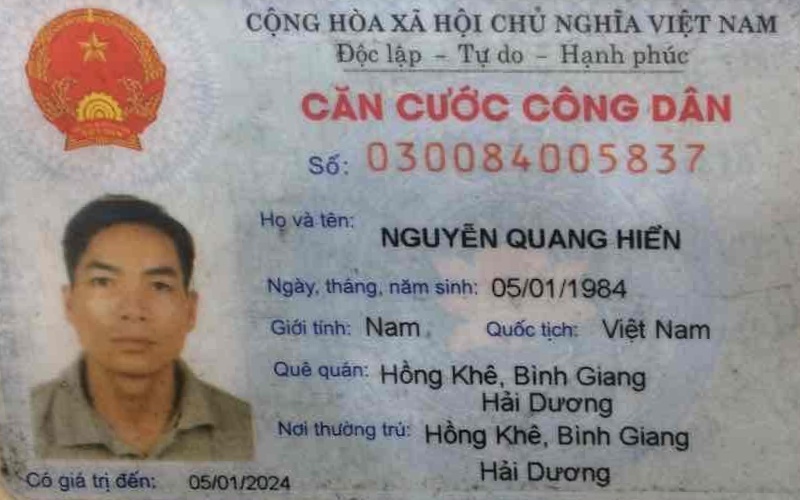 CỘNG HÒA XÃ HỘI CHỦ NGHĨA VIỆT NAM
Độc lập – Tự do – Hạnh phúc
CĂN CƯỚC CÔNG DÂN
Số: 030084005837
Họ và tên: NGUYỄN QUANG HIỂN
Ngày, tháng, năm sinh: 05/01/1984
Giới tính: Nam Quốc tịch: Việt Nam
Quê quán: Hồng Khê, Bình Giang
Hải Dương
Nơi thường trú: Hồng Khê, Bình Giang
Hải Dương
Có giá trị đến: 05/01/2024